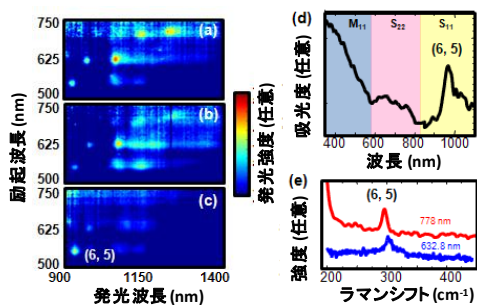 (a)
(b)
(c)
(6, 5)
750
625
500
750
625
500
750
625
500
励起波長 (nm)
900 1150 1400
発光波長 (nm)
発光強度 (任意)
(d)
M11 S22 S11
(6, 5)
吸光度 (任意)
400 600 800 1000
波長 (nm)
(e)
(6, 5)
778 nm
632.8 nm
強度 (任意)
200 300 400
ラマンシフト (cm-1)